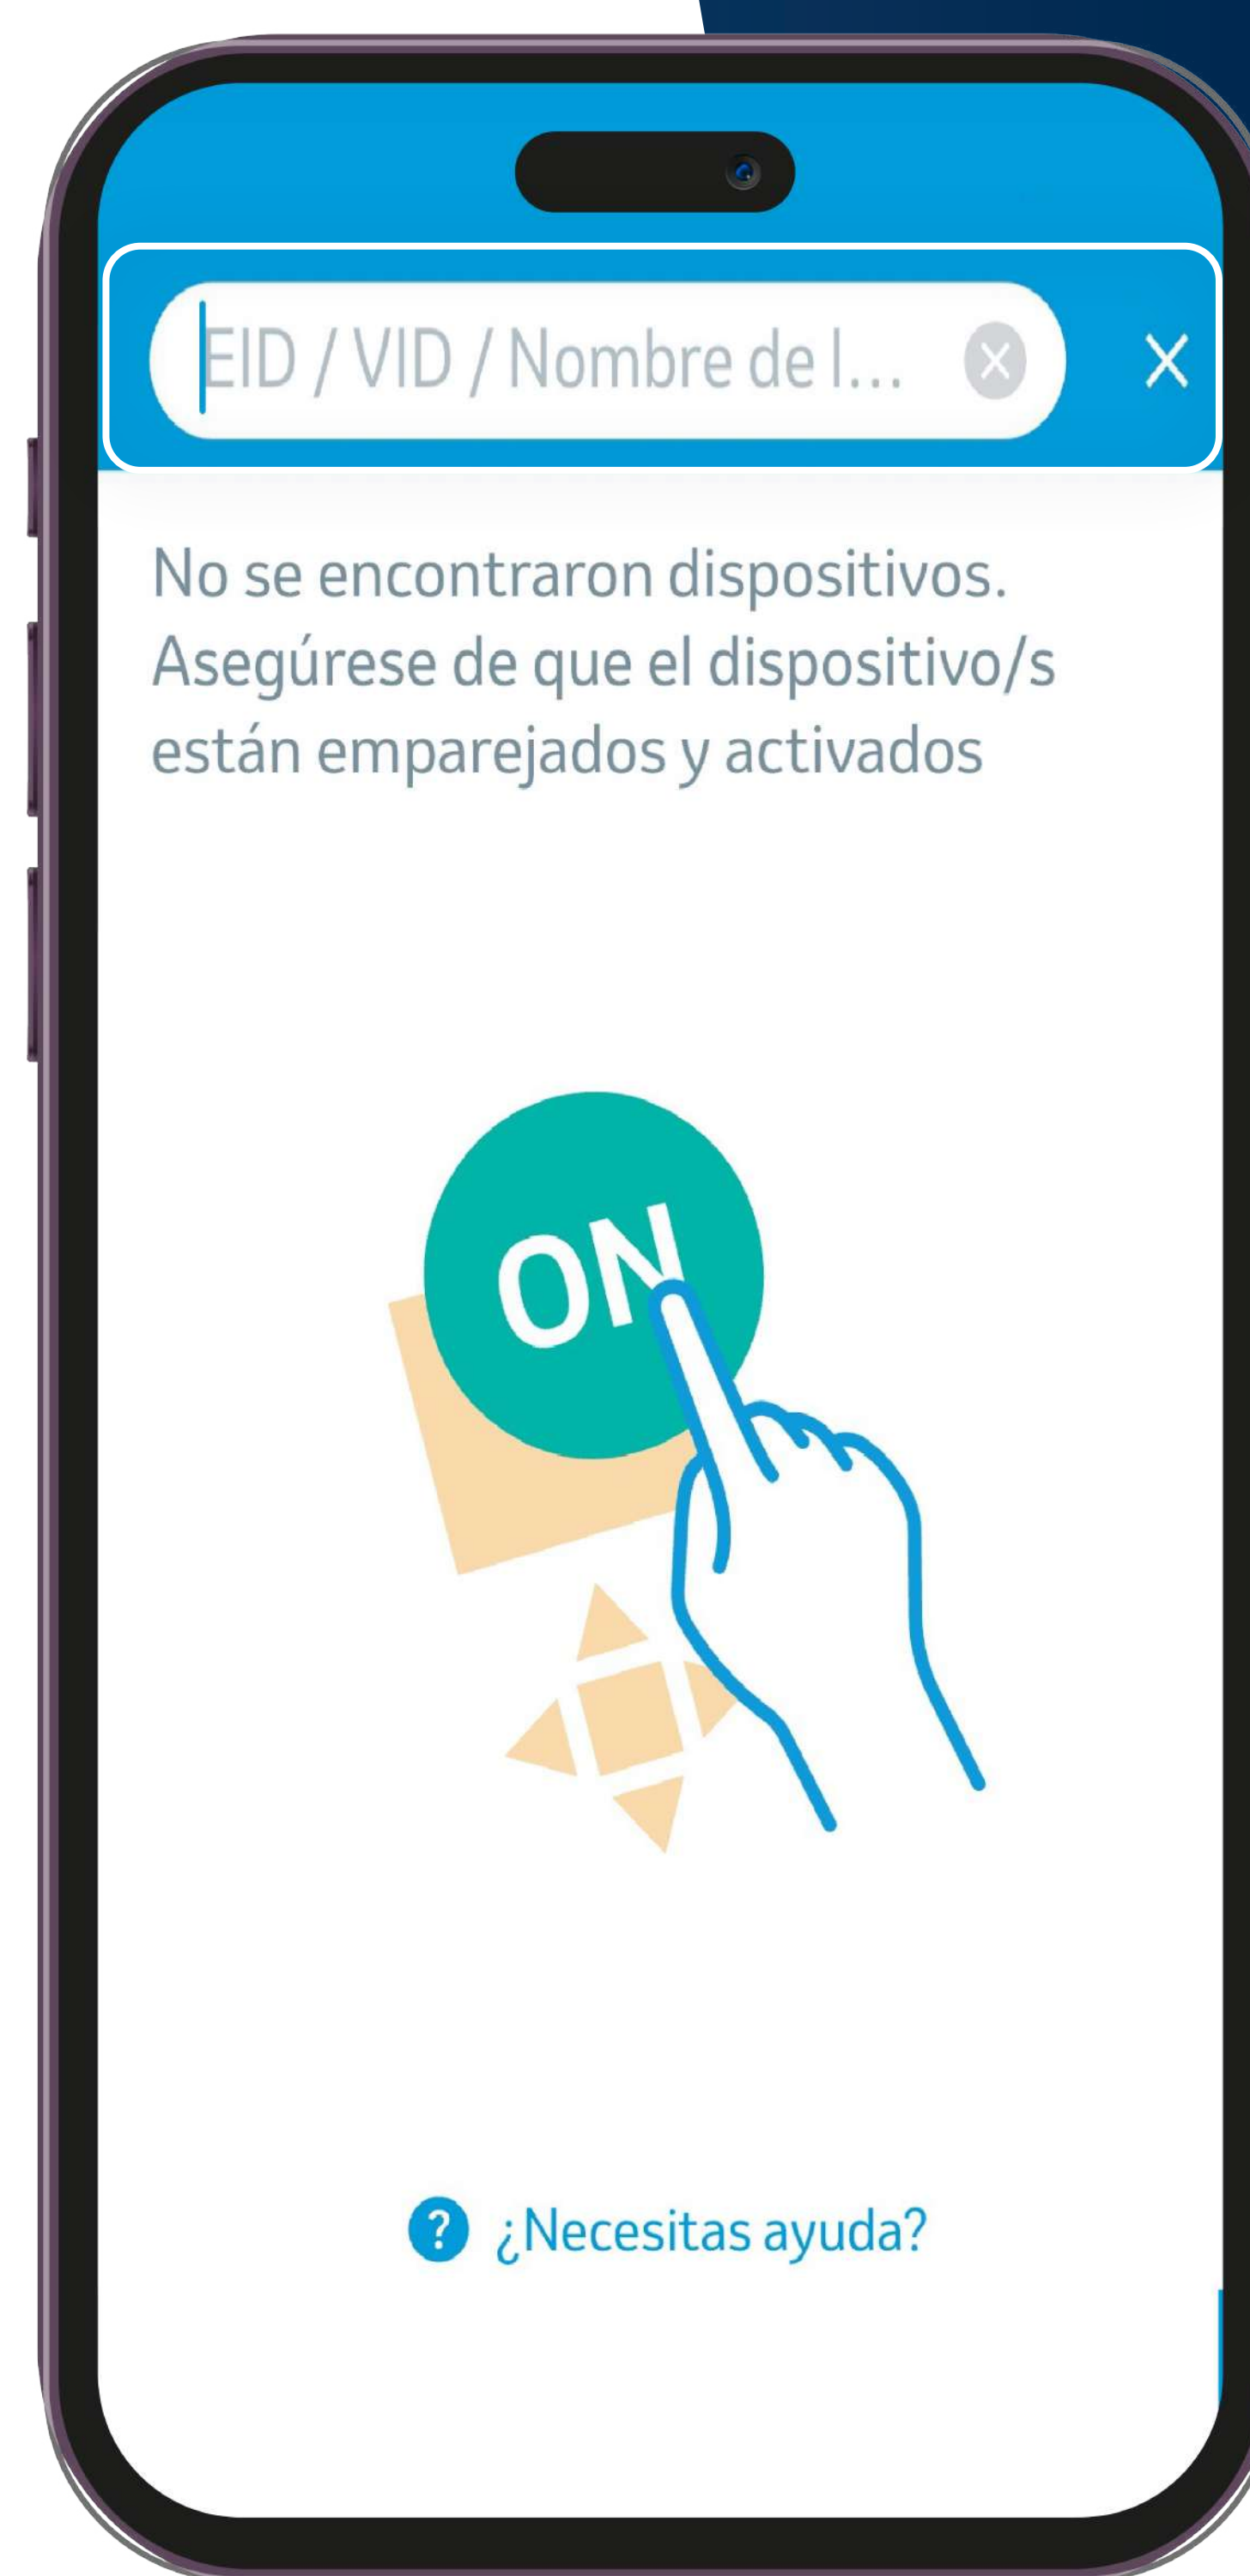 EID / VID / Nombre de l...
No se encontraron dispositivos.
Asegúrese de que el dispositivo/s
están emparejados y activados
ON
¿Necesitas ayuda?